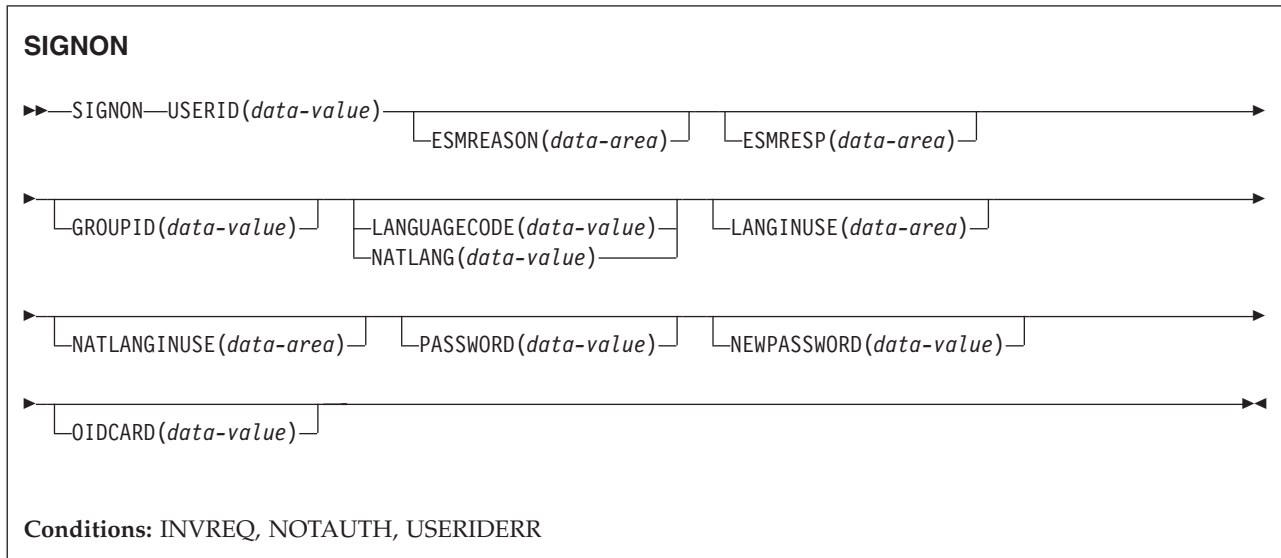 SIGNON
SIGNON USERID(data-value)
ESMREASON(data-area) ESMRESP(data-area)
GROUPID(data-value) LANGUAGECODE(data-value) LANGINUSE(data-area)
NATLANG(data-value)
NATLANGINUSE(data-area) PASSWORD(data-value) NEWPASSWORD(data-value)
OIDCARD(data-value)
Conditions: INVREQ, NOTAUTH, USERIDERR